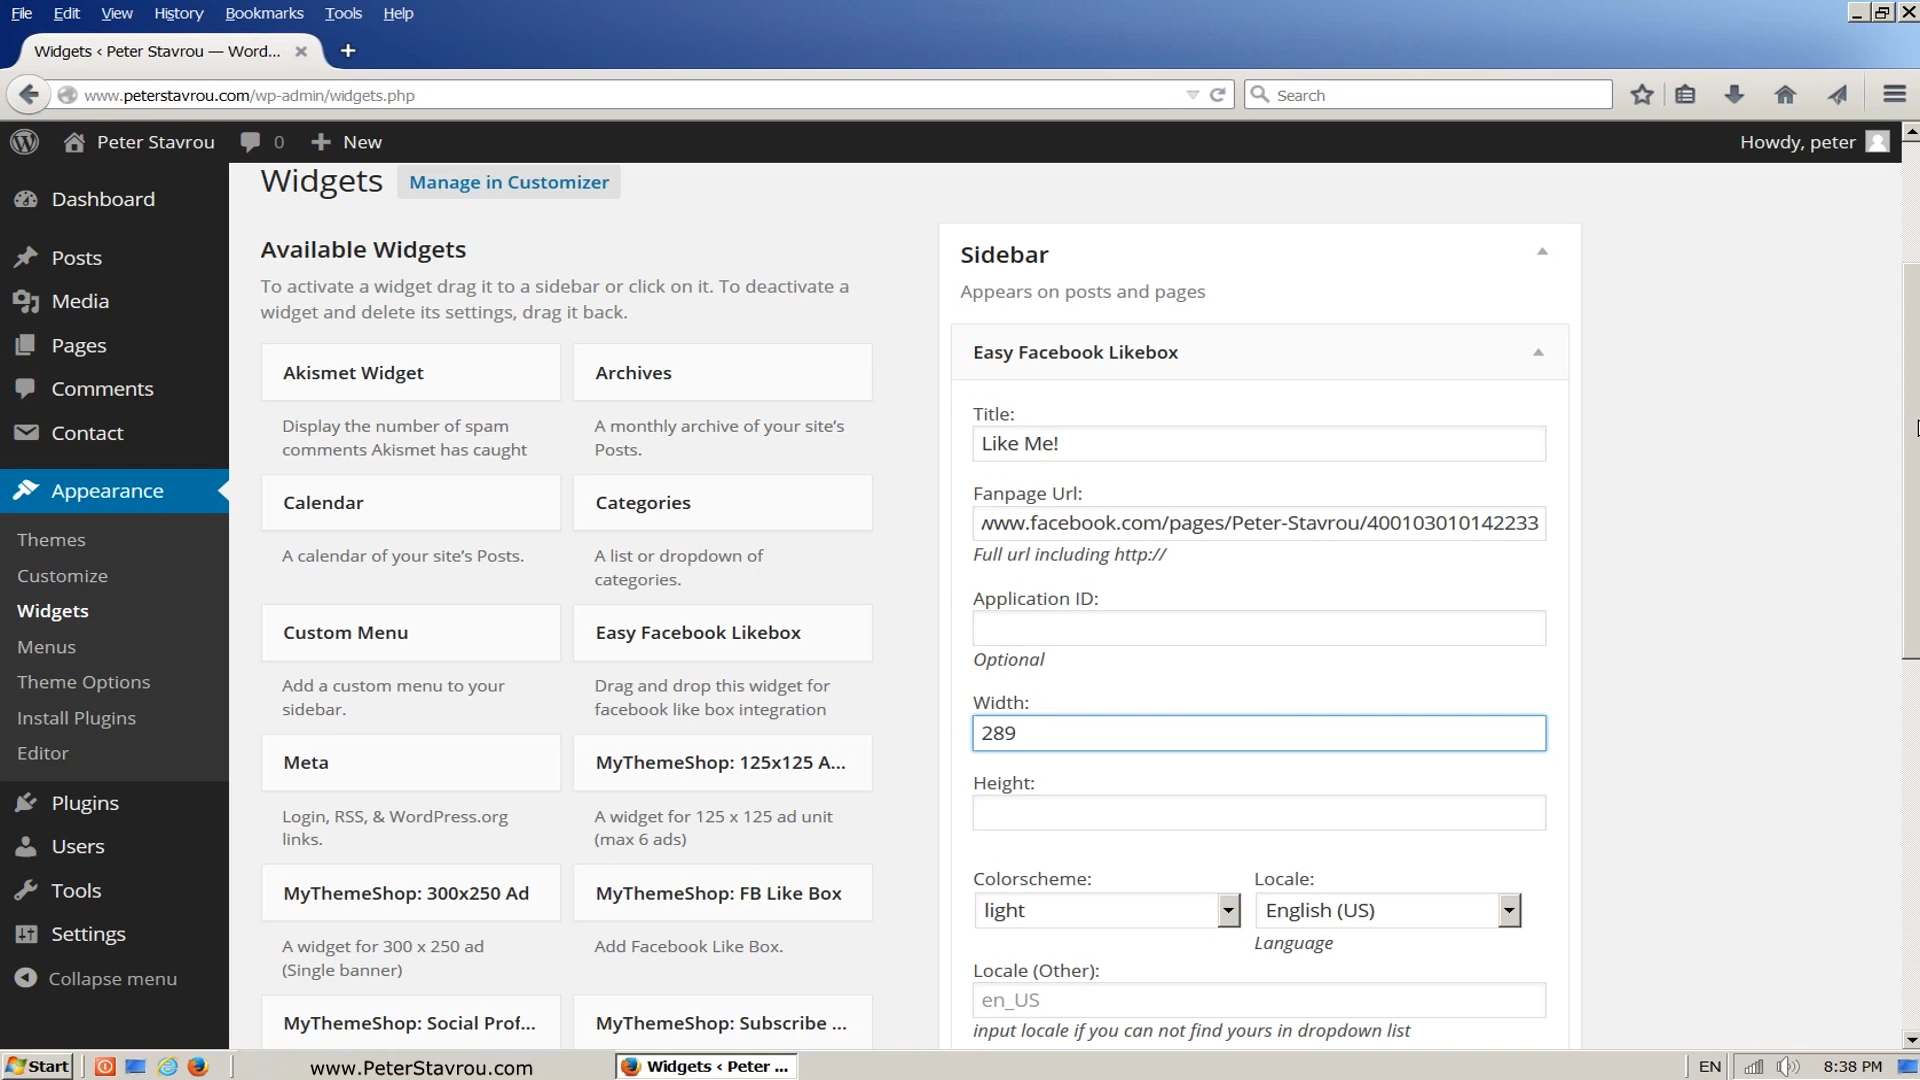 File Edit View History Bookmarks Tools Help
Widgets ‹ Peter Stavrou — Word...
www.peterstavrou.com/wp-admin/widgets.php
Search
Peter Stavrou
0
New
Howdy, peter
Dashboard
Posts
Media
Pages
Comments
Contact
Appearance
Themes
Customize
Widgets
Menus
Theme Options
Install Plugins
Editor
Plugins
Users
Tools
Settings
Collapse menu
Widgets
Manage in Customizer
Available Widgets
To activate a widget drag it to a sidebar or click on it. To deactivate a
widget and delete its settings, drag it back.
Akismet Widget
Display the number of spam
comments Akismet has caught
Archives
A monthly archive of your site's
Posts.
Calendar
A calendar of your site's Posts.
Categories
A list or dropdown of
categories.
Custom Menu
Add a custom menu to your
sidebar.
Easy Facebook Likebox
Drag and drop this widget for
facebook like box integration
Meta
Login, RSS, & WordPress.org
links.
MyThemeShop: 125x125 A...
A widget for 125 x 125 ad unit
(max 6 ads)
MyThemeShop: 300x250 Ad
A widget for 300 x 250 ad
(Single banner)
MyThemeShop: FB Like Box
Add Facebook Like Box.
MyThemeShop: Social Prof...
MyThemeShop: Subscribe ...
Sidebar
Appears on posts and pages
Easy Facebook Likebox
Title:
Like Me!
Fanpage Url:
www.facebook.com/pages/Peter-Stavrou/400103010142233
Full url including http://
Application ID:
Optional
Width:
289
Height:
Colorscheme:
light
Locale:
English (US)
Language
Locale (Other):
en_US
input locale if you can not find yours in dropdown list
Start
www.PeterStavrou.com
Widgets ‹ Peter ...
EN
8:38 PM